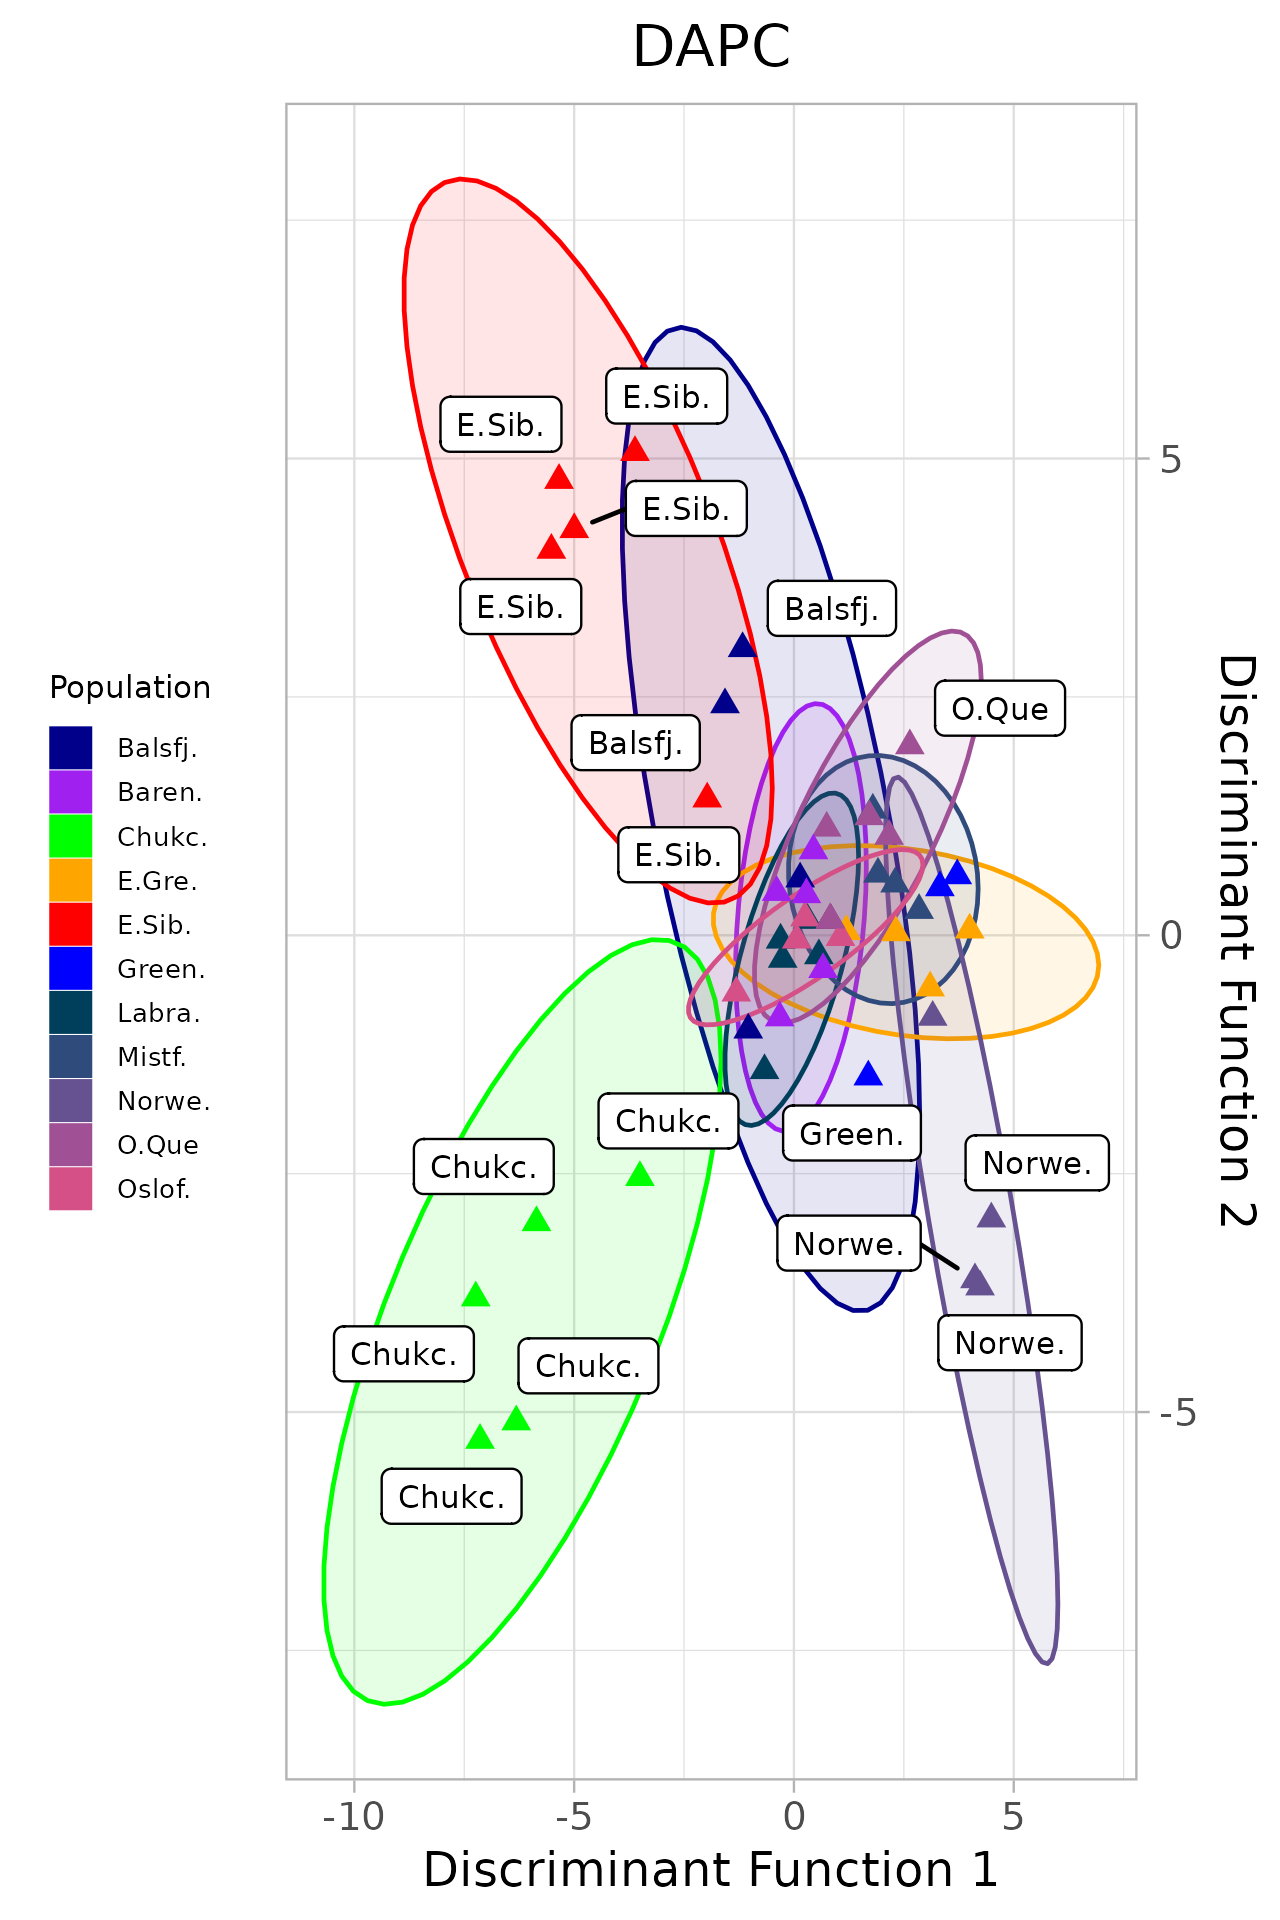 DAPC
E.Sib.
E.Sib.
E.Sib.
E.Sib.
Balsfj.
O.Que
Balsfj.
E.Sib.
Chukc.
Green.
Chukc.
Norwe.
Norwe.
Chukc.
Norwe.
Chukc.
Chukc.
Population
Balsfj.
Baren.
Chukc.
E.Gre.
E.Sib.
Green.
Labra.
Mistf.
Norwe.
O.Que
Oslof.
5
0
-5
Discriminant Function 2
-10 -5 0 5
Discriminant Function 1